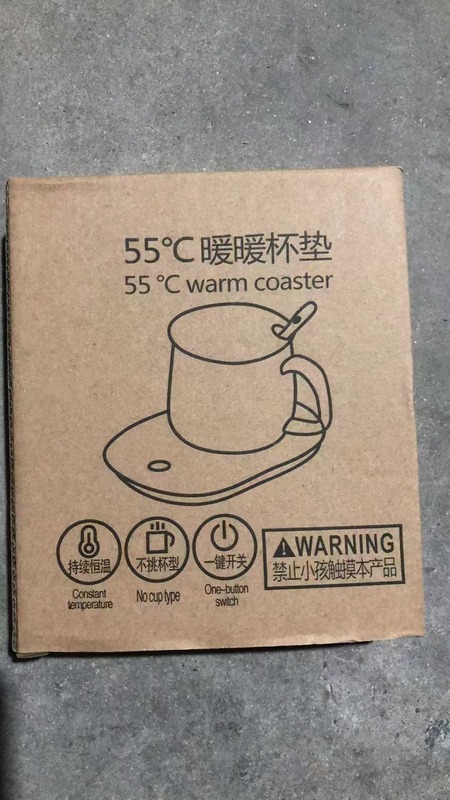 55℃暖暖杯垫
55 ℃ warm coaster
持续恒温
Constant
temperature
不挑杯型
No cup type
一键开关
One-button
switch
WARNING
禁止小孩触摸本产品